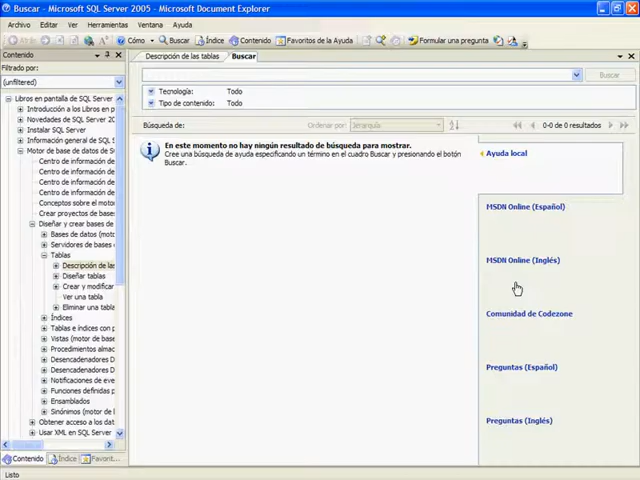 Buscar - Microsoft SQL Server 2005 - Microsoft Document Explorer
Archivo Editar Ver Herramientas Ventana Ayuda
Atrás Cómo Buscar Índice Contenido Favoritos de la Ayuda Formular una pregunta
Contenido
Descripción de las tablas Buscar
Filtrado por:
(unfiltered)
Buscar
Tecnología: Todo
Tipo de contenido: Todo
Búsqueda de: Ordenar por: Jerarquía 0-0 de 0 resultados
Libros en pantalla de SQL Server
Introducción a los Libros en p
Novedades de SQL Server 20
Instalar SQL Server
Información general de SQL S
Motor de base de datos de SQ
Centro de información de
Centro de información de
Centro de información de
Centro de información de
Conceptos sobre el motor
Crear proyectos de bases
Diseñar y crear bases de
Bases de datos (moto
Servidores de bases
Tablas
Descripción de las
Diseñar tablas
Crear y modificar
Ver una tabla
Eliminar una tabla
Índices
Tablas e índices con p
Vistas (motor de base
Procedimientos almac
Desencadenadores D
Desencadenadores D
Notificaciones de eve
Funciones definidas p
Ensamblados
Sinónimos (motor de l
Obtener acceso a los dat
Usar XML en SQL Server
En este momento no hay ningún resultado de búsqueda para mostrar.
Cree una búsqueda de ayuda especificando un término en el cuadro Buscar y presionando el botón
Buscar.
Ayuda local
MSDN Online (Español)
MSDN Online (Inglés)
Comunidad de Codezone
Preguntas (Español)
Preguntas (Inglés)
Contenido Índice Favorit...
Listo